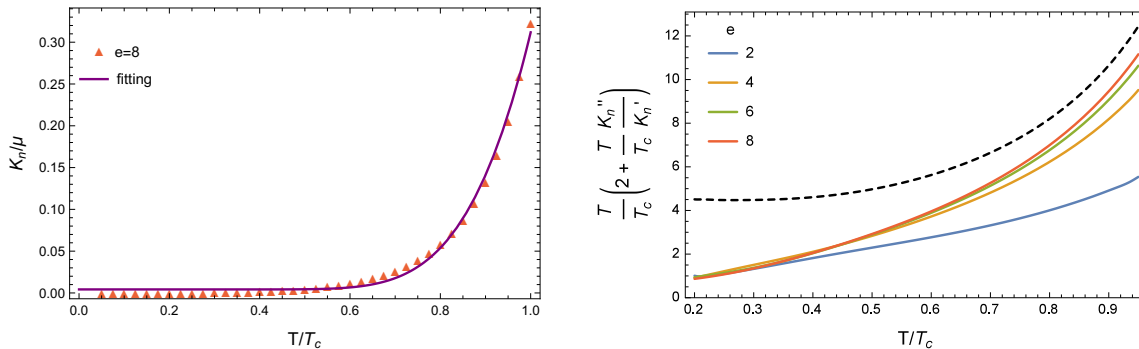 e=8
fitting
K_n/μ
0.30
0.25
0.20
0.15
0.10
0.05
0.00
0.0 0.2 0.4 0.6 0.8 1.0
T/T_c
e
2
4
6
8
T/T_c (2 + T/T_c K_n''/K_n')
12
10
8
6
4
2
0
0.2 0.3 0.4 0.5 0.6 0.7 0.8 0.9
T/T_c